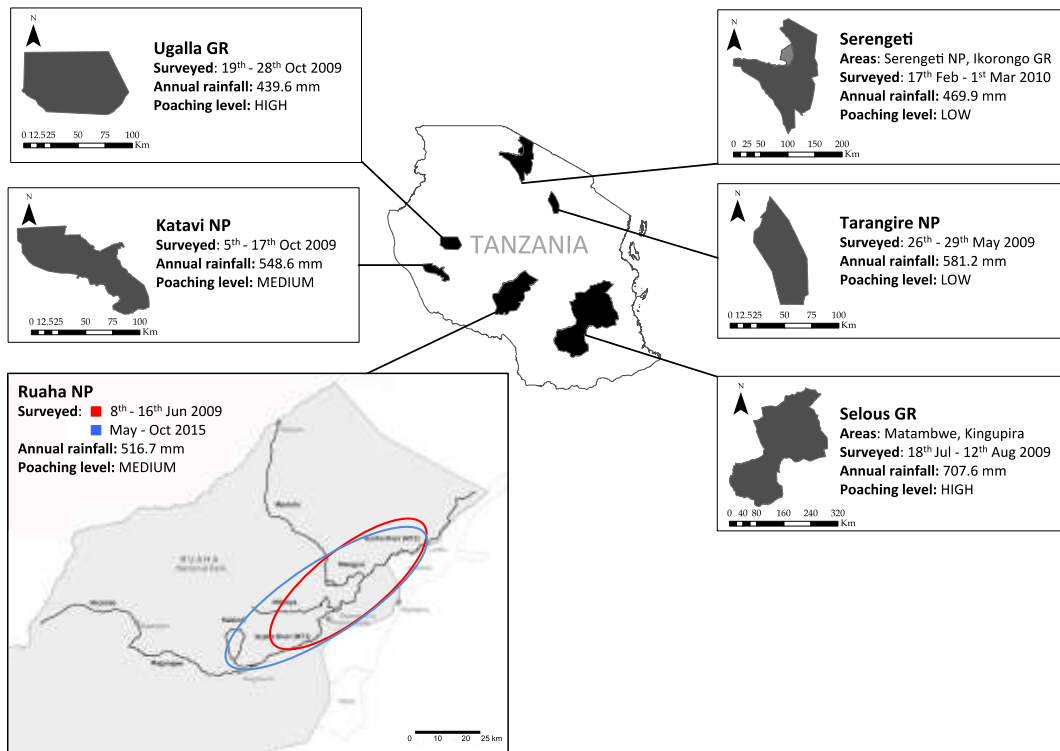 N
Ugalla GR
Surveyed: 19th - 28th Oct 2009
Annual rainfall: 439.6 mm
Poaching level: HIGH
0 12.525 50 75 100
Km
N
Serengeti
Areas: Serengeti NP, Ikorongo GR
Surveyed: 17th Feb - 1st Mar 2010
Annual rainfall: 469.9 mm
Poaching level: LOW
0 25 50 100 150 200
Km
N
Katavi NP
Surveyed: 5th - 17th Oct 2009
Annual rainfall: 548.6 mm
Poaching level: MEDIUM
0 12.525 50 75 100
Km
TANZANIA
N
Tarangire NP
Surveyed: 26th - 29th May 2009
Annual rainfall: 581.2 mm
Poaching level: LOW
0 12.525 50 75 100
Km
Ruaha NP
Surveyed: 8th - 16th Jun 2009
May - Oct 2015
Annual rainfall: 516.7 mm
Poaching level: MEDIUM
RUAHA
National Park
0 10 25 km
N
Selous GR
Areas: Matambwe, Kingupira
Surveyed: 18th Jul - 12th Aug 2009
Annual rainfall: 707.6 mm
Poaching level: HIGH
0 40 80 160 240 320
Km